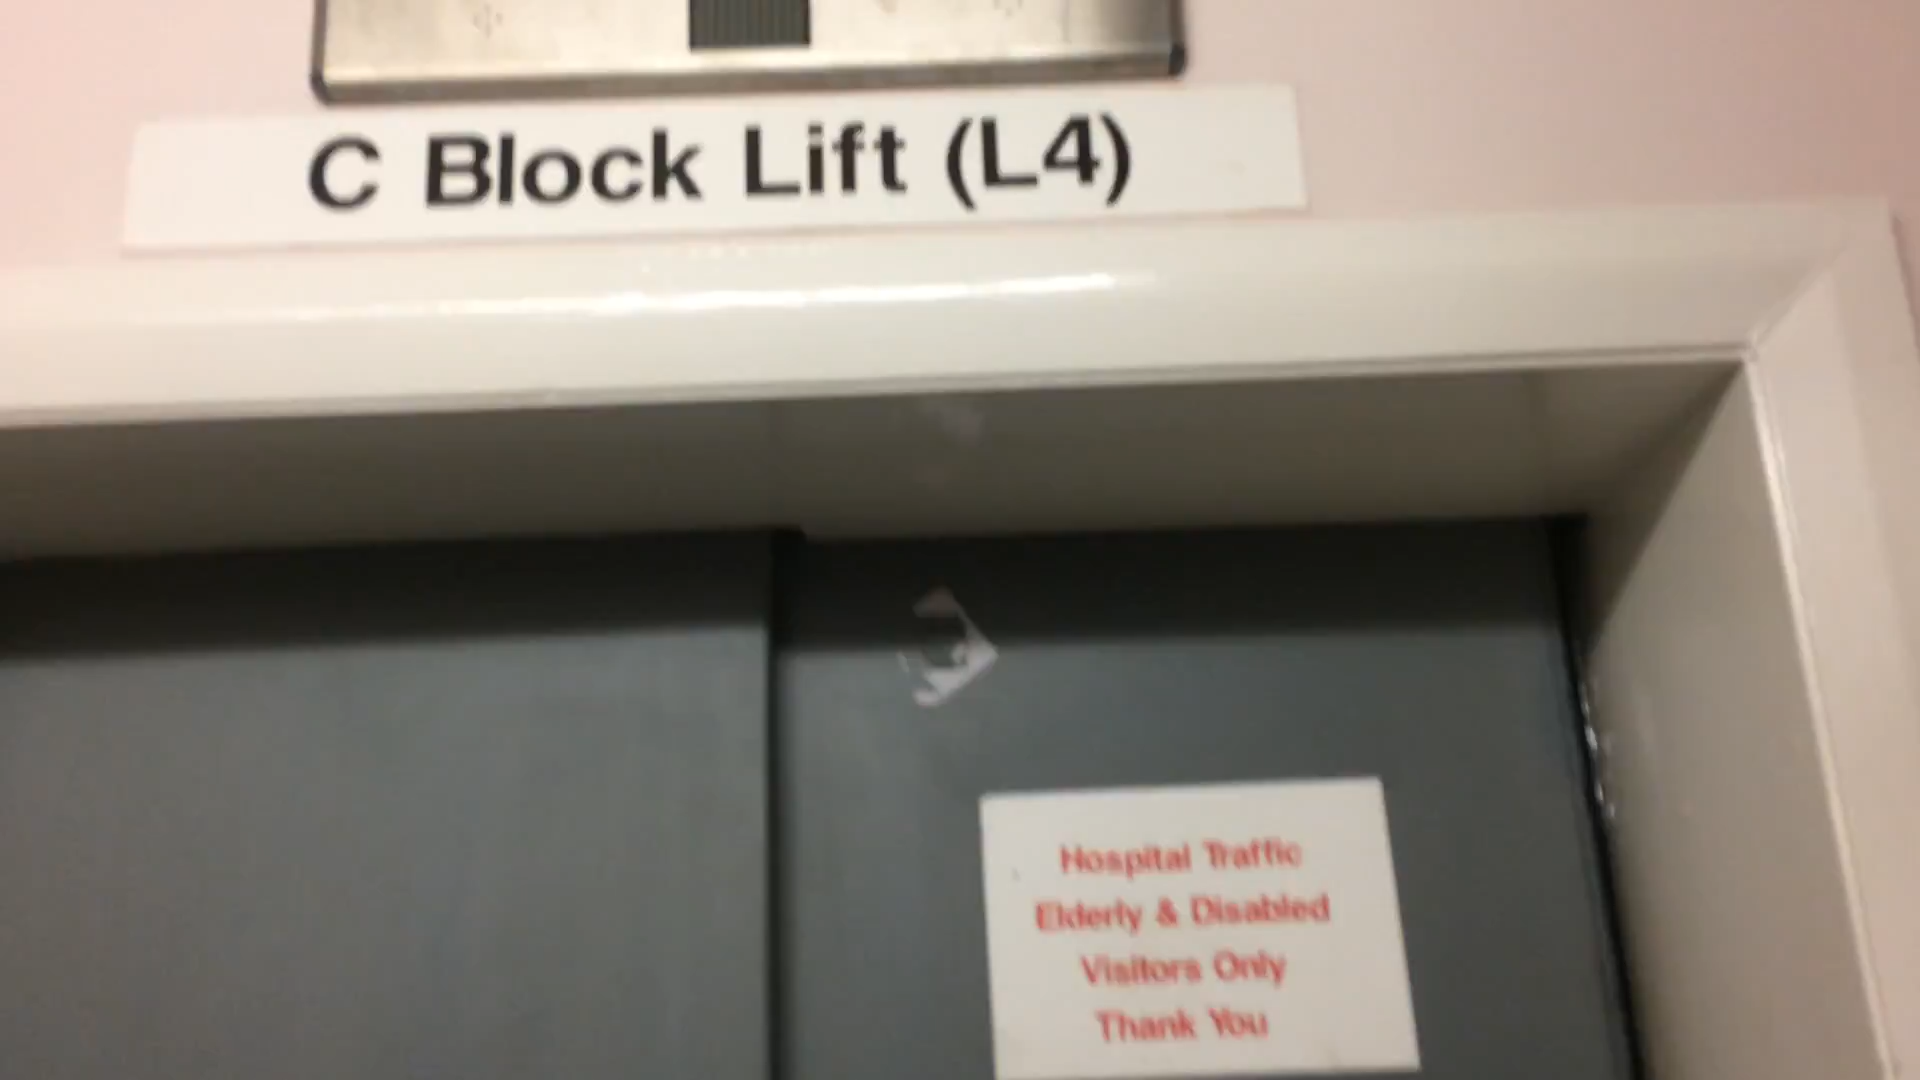 C Block Lift (L4)
Hospital Traffic
Elderly & Disabled
Visitors Only
Thank You